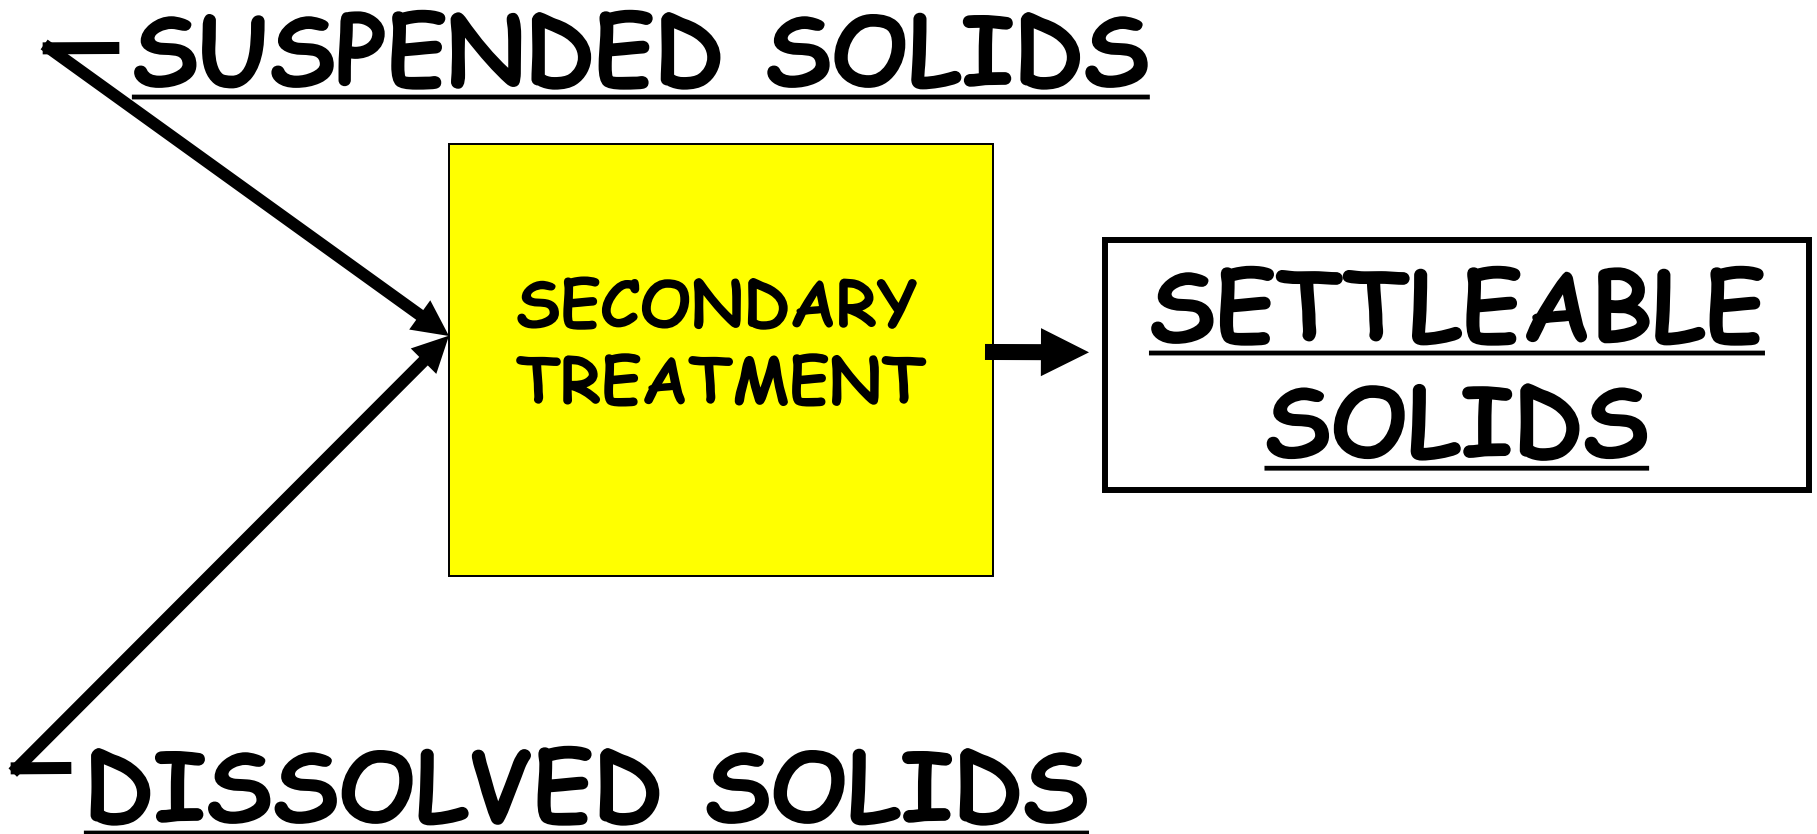 SUSPENDED SOLIDS
SECONDARY
TREATMENT
SETTLEABLE
SOLIDS
DISSOLVED SOLIDS